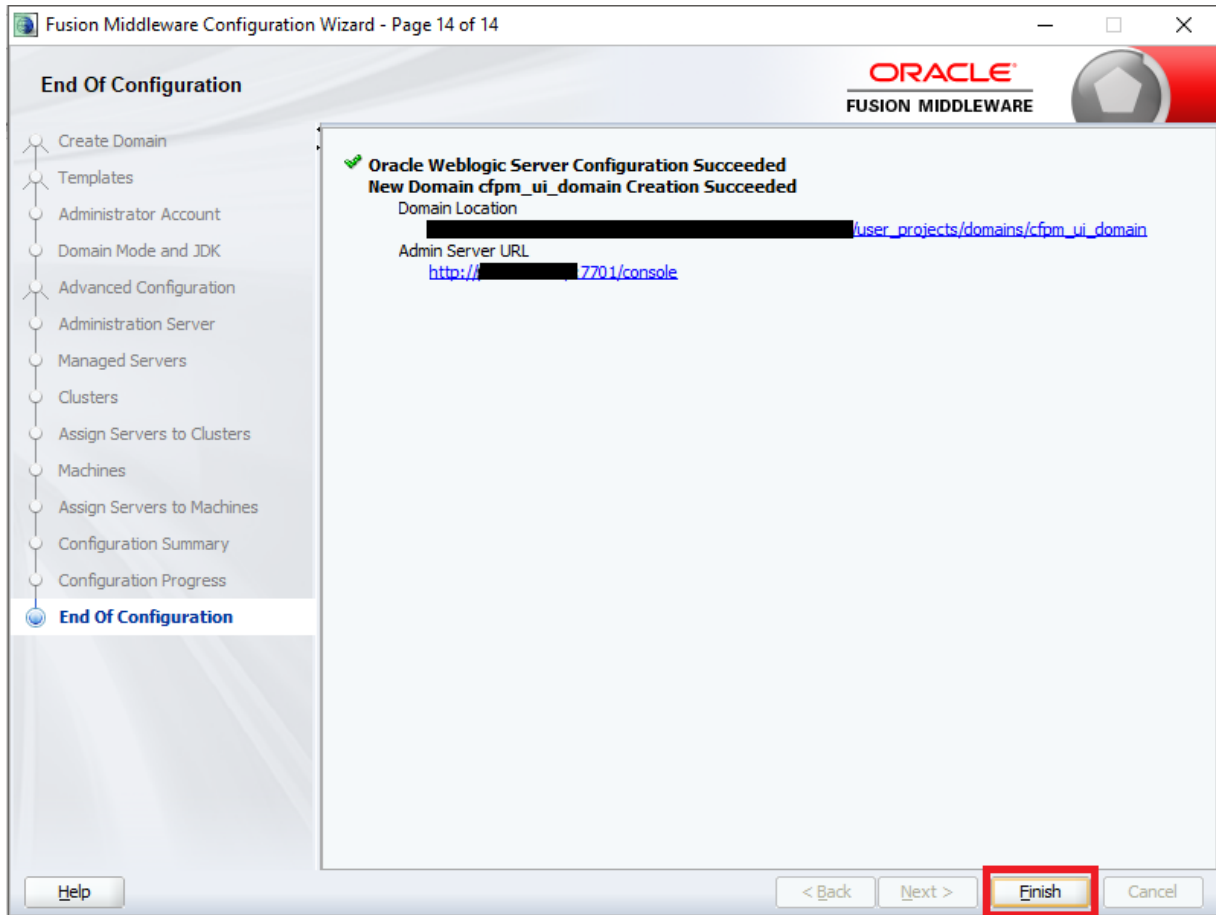 Fusion Middleware Configuration Wizard - Page 14 of 14
End Of Configuration
ORACLE
FUSION MIDDLEWARE
Create Domain
Templates
Administrator Account
Domain Mode and JDK
Advanced Configuration
Administration Server
Managed Servers
Clusters
Assign Servers to Clusters
Machines
Assign Servers to Machines
Configuration Summary
Configuration Progress
End Of Configuration
Oracle Weblogic Server Configuration Succeeded
New Domain cfpm_ui_domain Creation Succeeded
Domain Location
/user_projects/domains/cfpm_ui_domain
Admin Server URL
http:// :7701/console
Help
< Back
Next >
Finish
Cancel